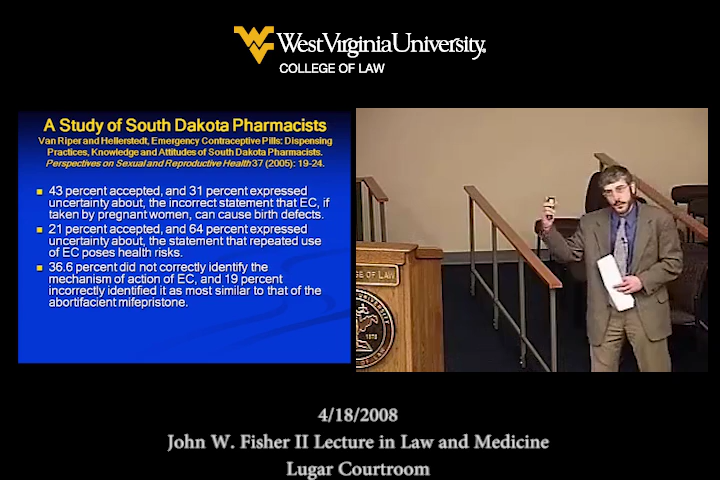 WestVirginiaUniversity
COLLEGE OF LAW
A Study of South Dakota Pharmacists
Van Riper and Hellerstedt, Emergency Contraceptive Pills: Dispensing
Practices, Knowledge and Attitudes of South Dakota Pharmacists.
Perspectives on Sexual and Reproductive Health 37 (2005): 19-24.
43 percent accepted, and 31 percent expressed
uncertainty about, the incorrect statement that EC, if
taken by pregnant women, can cause birth defects.
21 percent accepted, and 64 percent expressed
uncertainty about, the statement that repeated use
of EC poses health risks.
36.6 percent did not correctly identify the
mechanism of action of EC, and 19 percent
incorrectly identified it as most similar to that of the
abortifacient mifepristone.
GE OF LAW
4/18/2008
John W. Fisher II Lecture in Law and Medicine
Lugar Courtroom